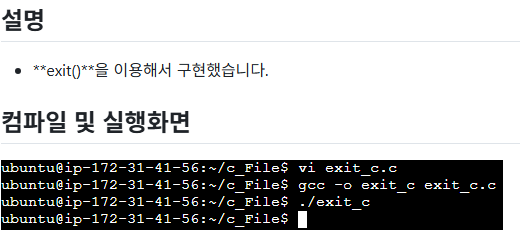 설명
**exit()**을 이용해서 구현했습니다.
컴파일 및 실행화면
ubuntu@ip-172-31-41-56:~/c_File$ vi exit_c.c
ubuntu@ip-172-31-41-56:~/c_File$ gcc -o exit_c exit_c.c
ubuntu@ip-172-31-41-56:~/c_File$ ./exit_c
ubuntu@ip-172-31-41-56:~/c_File$